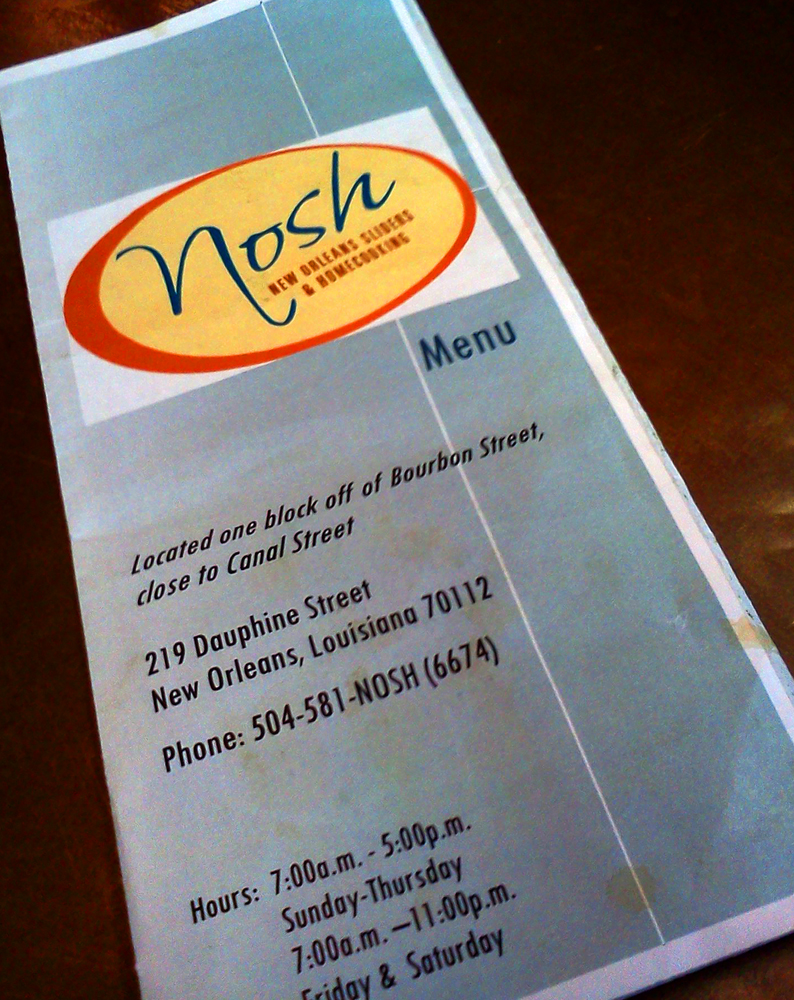 Nosh
NEW ORLEANS SLIDERS
& HOMECOOKING
Menu
Located one block off of Bourbon Street,
close to Canal Street
219 Dauphine Street
New Orleans, Louisiana 70112
Phone: 504-581-NOSH (6674)
Hours: 7:00a.m. - 5:00p.m.
Sunday-Thursday
7:00a.m. –11:00p.m.
Friday & Saturday